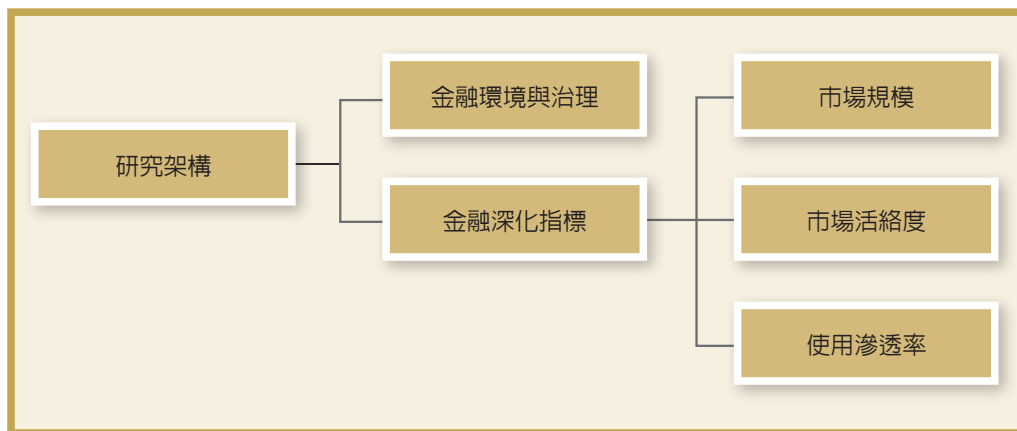 研究架構
金融環境與治理
金融深化指標
市場規模
市場活絡度
使用滲透率